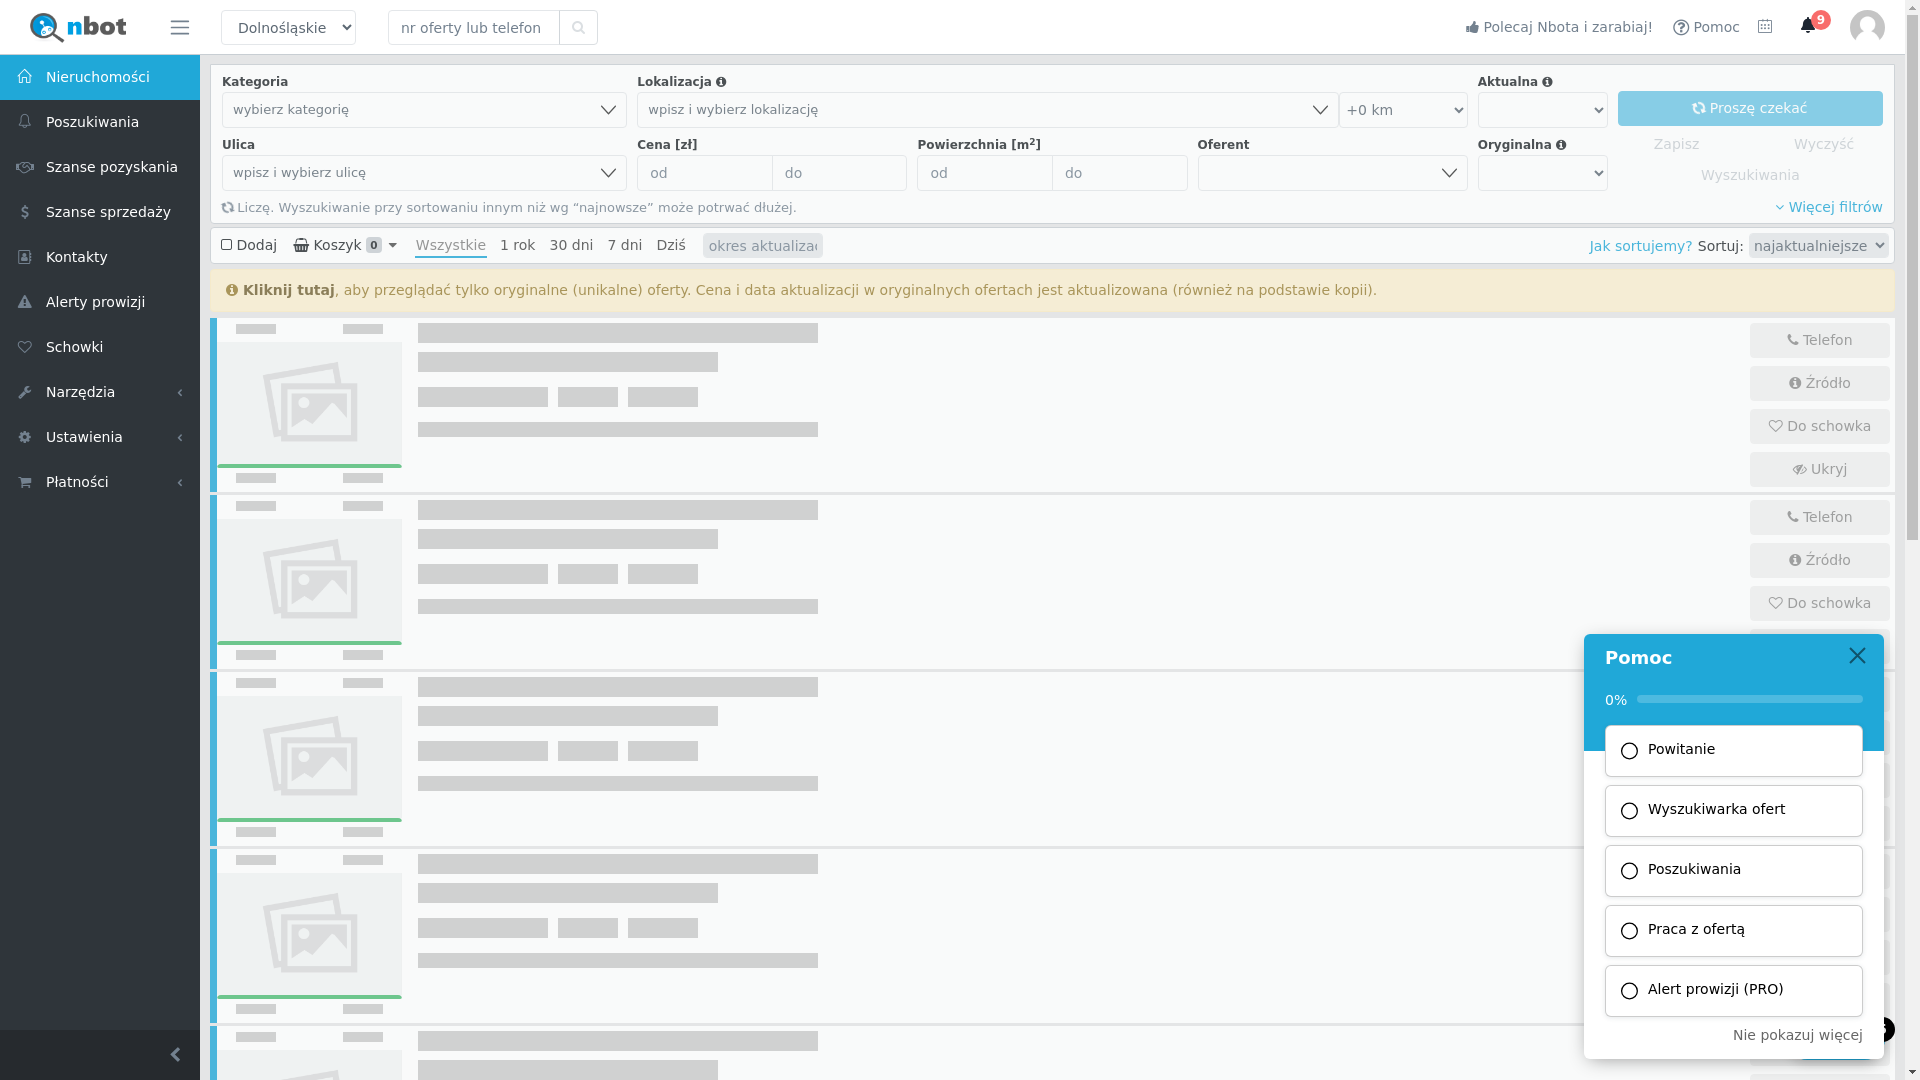 nbot
Dolnośląskie
nr oferty lub telefon
Polecaj Nbota i zarabiaj!
Pomoc
9
Nieruchomości
Poszukiwania
Szanse pozyskania
Szanse sprzedaży
Kontakty
Alerty prowizji
Schowki
Narzędzia
Ustawienia
Płatności
Kategoria
wybierz kategorię
Lokalizacja
wpisz i wybierz lokalizację
+0 km
Aktualna
Proszę czekać
Ulica
wpisz i wybierz ulicę
Cena [zł]
od
do
Powierzchnia [m²]
od
do
Oferent
Oryginalna
Zapisz
Wyczyść
Wyszukiwania
Liczę. Wyszukiwanie przy sortowaniu innym niż wg “najnowsze” może potrwać dłużej.
Więcej filtrów
Dodaj
Koszyk 0
Wszystkie
1 rok
30 dni
7 dni
Dziś
okres aktualizac
Jak sortujemy?
Sortuj:
najaktualniejsze
Kliknij tutaj, aby przeglądać tylko oryginalne (unikalne) oferty. Cena i data aktualizacji w oryginalnych ofertach jest aktualizowana (również na podstawie kopii).
Telefon
Źródło
Do schowka
Ukryj
Telefon
Źródło
Do schowka
Pomoc
0%
Powitanie
Wyszukiwarka ofert
Poszukiwania
Praca z ofertą
Alert prowizji (PRO)
Nie pokazuj więcej